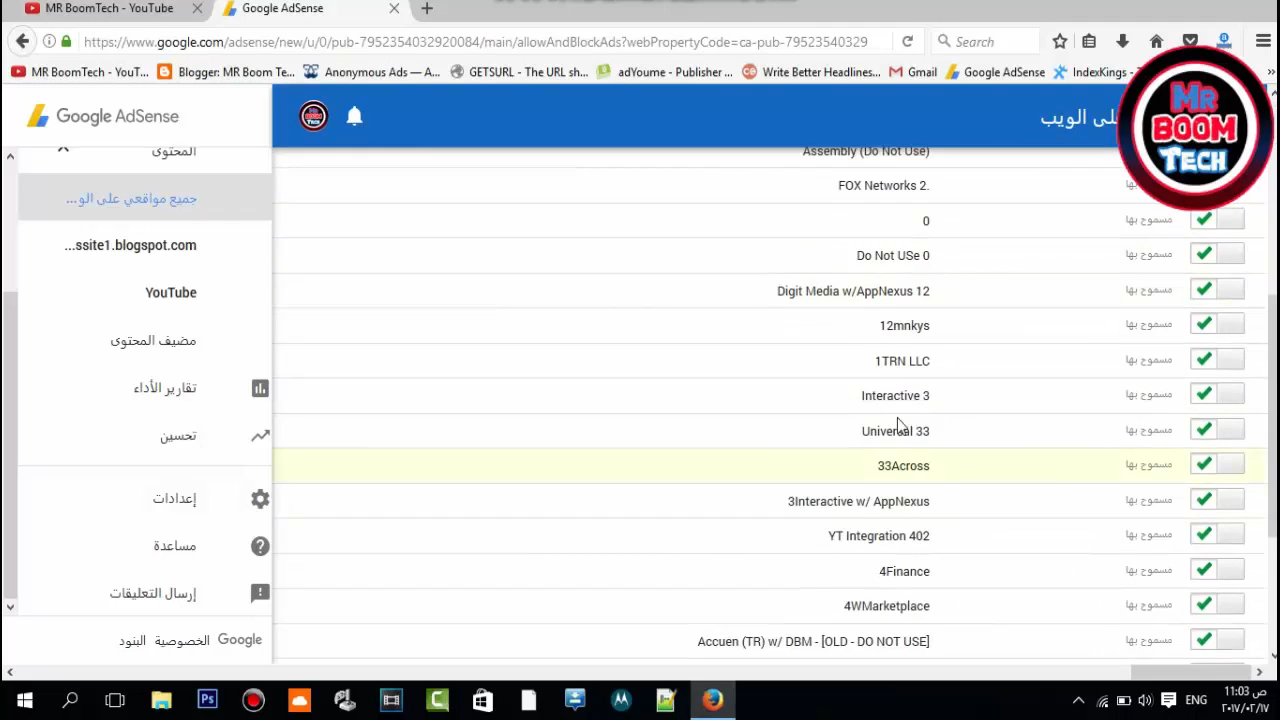 MR BoomTech - YouTube
Google AdSense
https://www.google.com/adsense/new/u/0/pub-7952354032920084/main/allowAndBlockAds?webPropertyCode=ca-pub-79523540329
Search
MR BoomTech - YouT...
Blogger: MR Boom Te...
Anonymous Ads — A...
GETSURL - The URL sh...
adYoume - Publisher ...
Write Better Headlines...
Gmail
Google AdSense
IndexKings - T
Google AdSense
لى الويب
MR
BOOM
TECH
المحتوى
جميع مواقعي على الو...
...ssite1.blogspot.com
YouTube
مضيف المحتوى
تقارير الأداء
تحسين
إعدادات
مساعدة
إرسال التعليقات
Google الخصوصية البنود
Assembly (Do Not Use)
FOX Networks 2.
0 مسموح بها
Do Not USe 0 مسموح بها
Digit Media w/AppNexus 12 مسموح بها
12mnkys مسموح بها
1TRN LLC مسموح بها
Interactive 3 مسموح بها
Universal 33 مسموح بها
33Across مسموح بها
3Interactive w/ AppNexus مسموح بها
YT Integration 402 مسموح بها
4Finance مسموح بها
4WMarketplace مسموح بها
Accuen (TR) w/ DBM - [OLD - DO NOT USE] مسموح بها
ENG
11:03 ص
٢٠١٧/٠٢/١٧